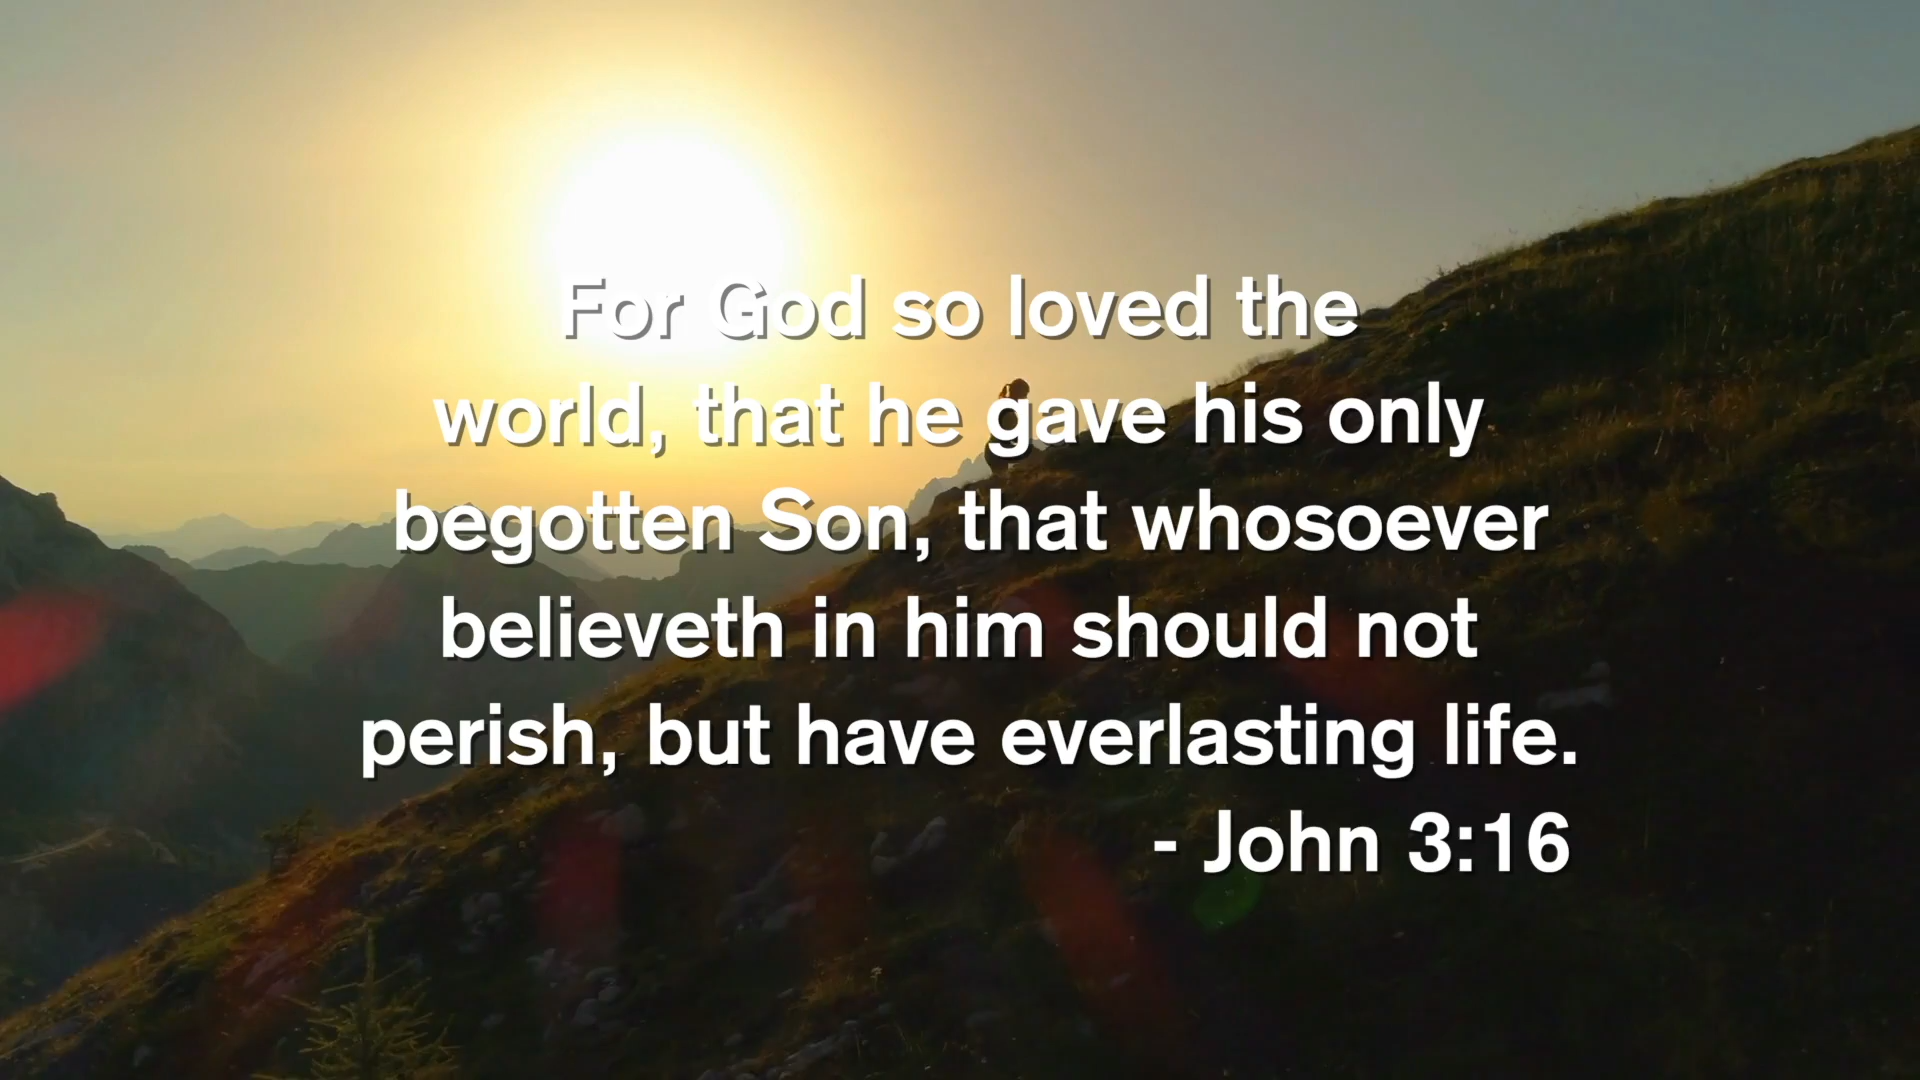 For God so loved the
world, that he gave his only
begotten Son, that whosoever
believeth in him should not
perish, but have everlasting life.
- John 3:16